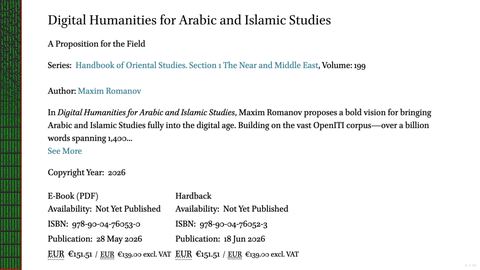 Digital Humanities for Arabic and Islamic Studies
A Proposition for the Field
Series: Handbook of Oriental Studies. Section 1 The Near and Middle East, Volume: 199
Author: Maxim Romanov
In Digital Humanities for Arabic and Islamic Studies, Maxim Romanov proposes a bold vision for bringing
Arabic and Islamic Studies fully into the digital age. Building on the vast OpenITI corpus—over a billion
words spanning 1,400...
See More
Copyright Year: 2026
E-Book (PDF) Hardback
Availability: Not Yet Published Availability: Not Yet Published
ISBN: 978-90-04-76053-0 ISBN: 978-90-04-76052-3
Publication: 28 May 2026 Publication: 18 Jun 2026
EUR €151.51 / EUR €139.00 excl. VAT EUR €151.51 / EUR €139.00 excl. VAT